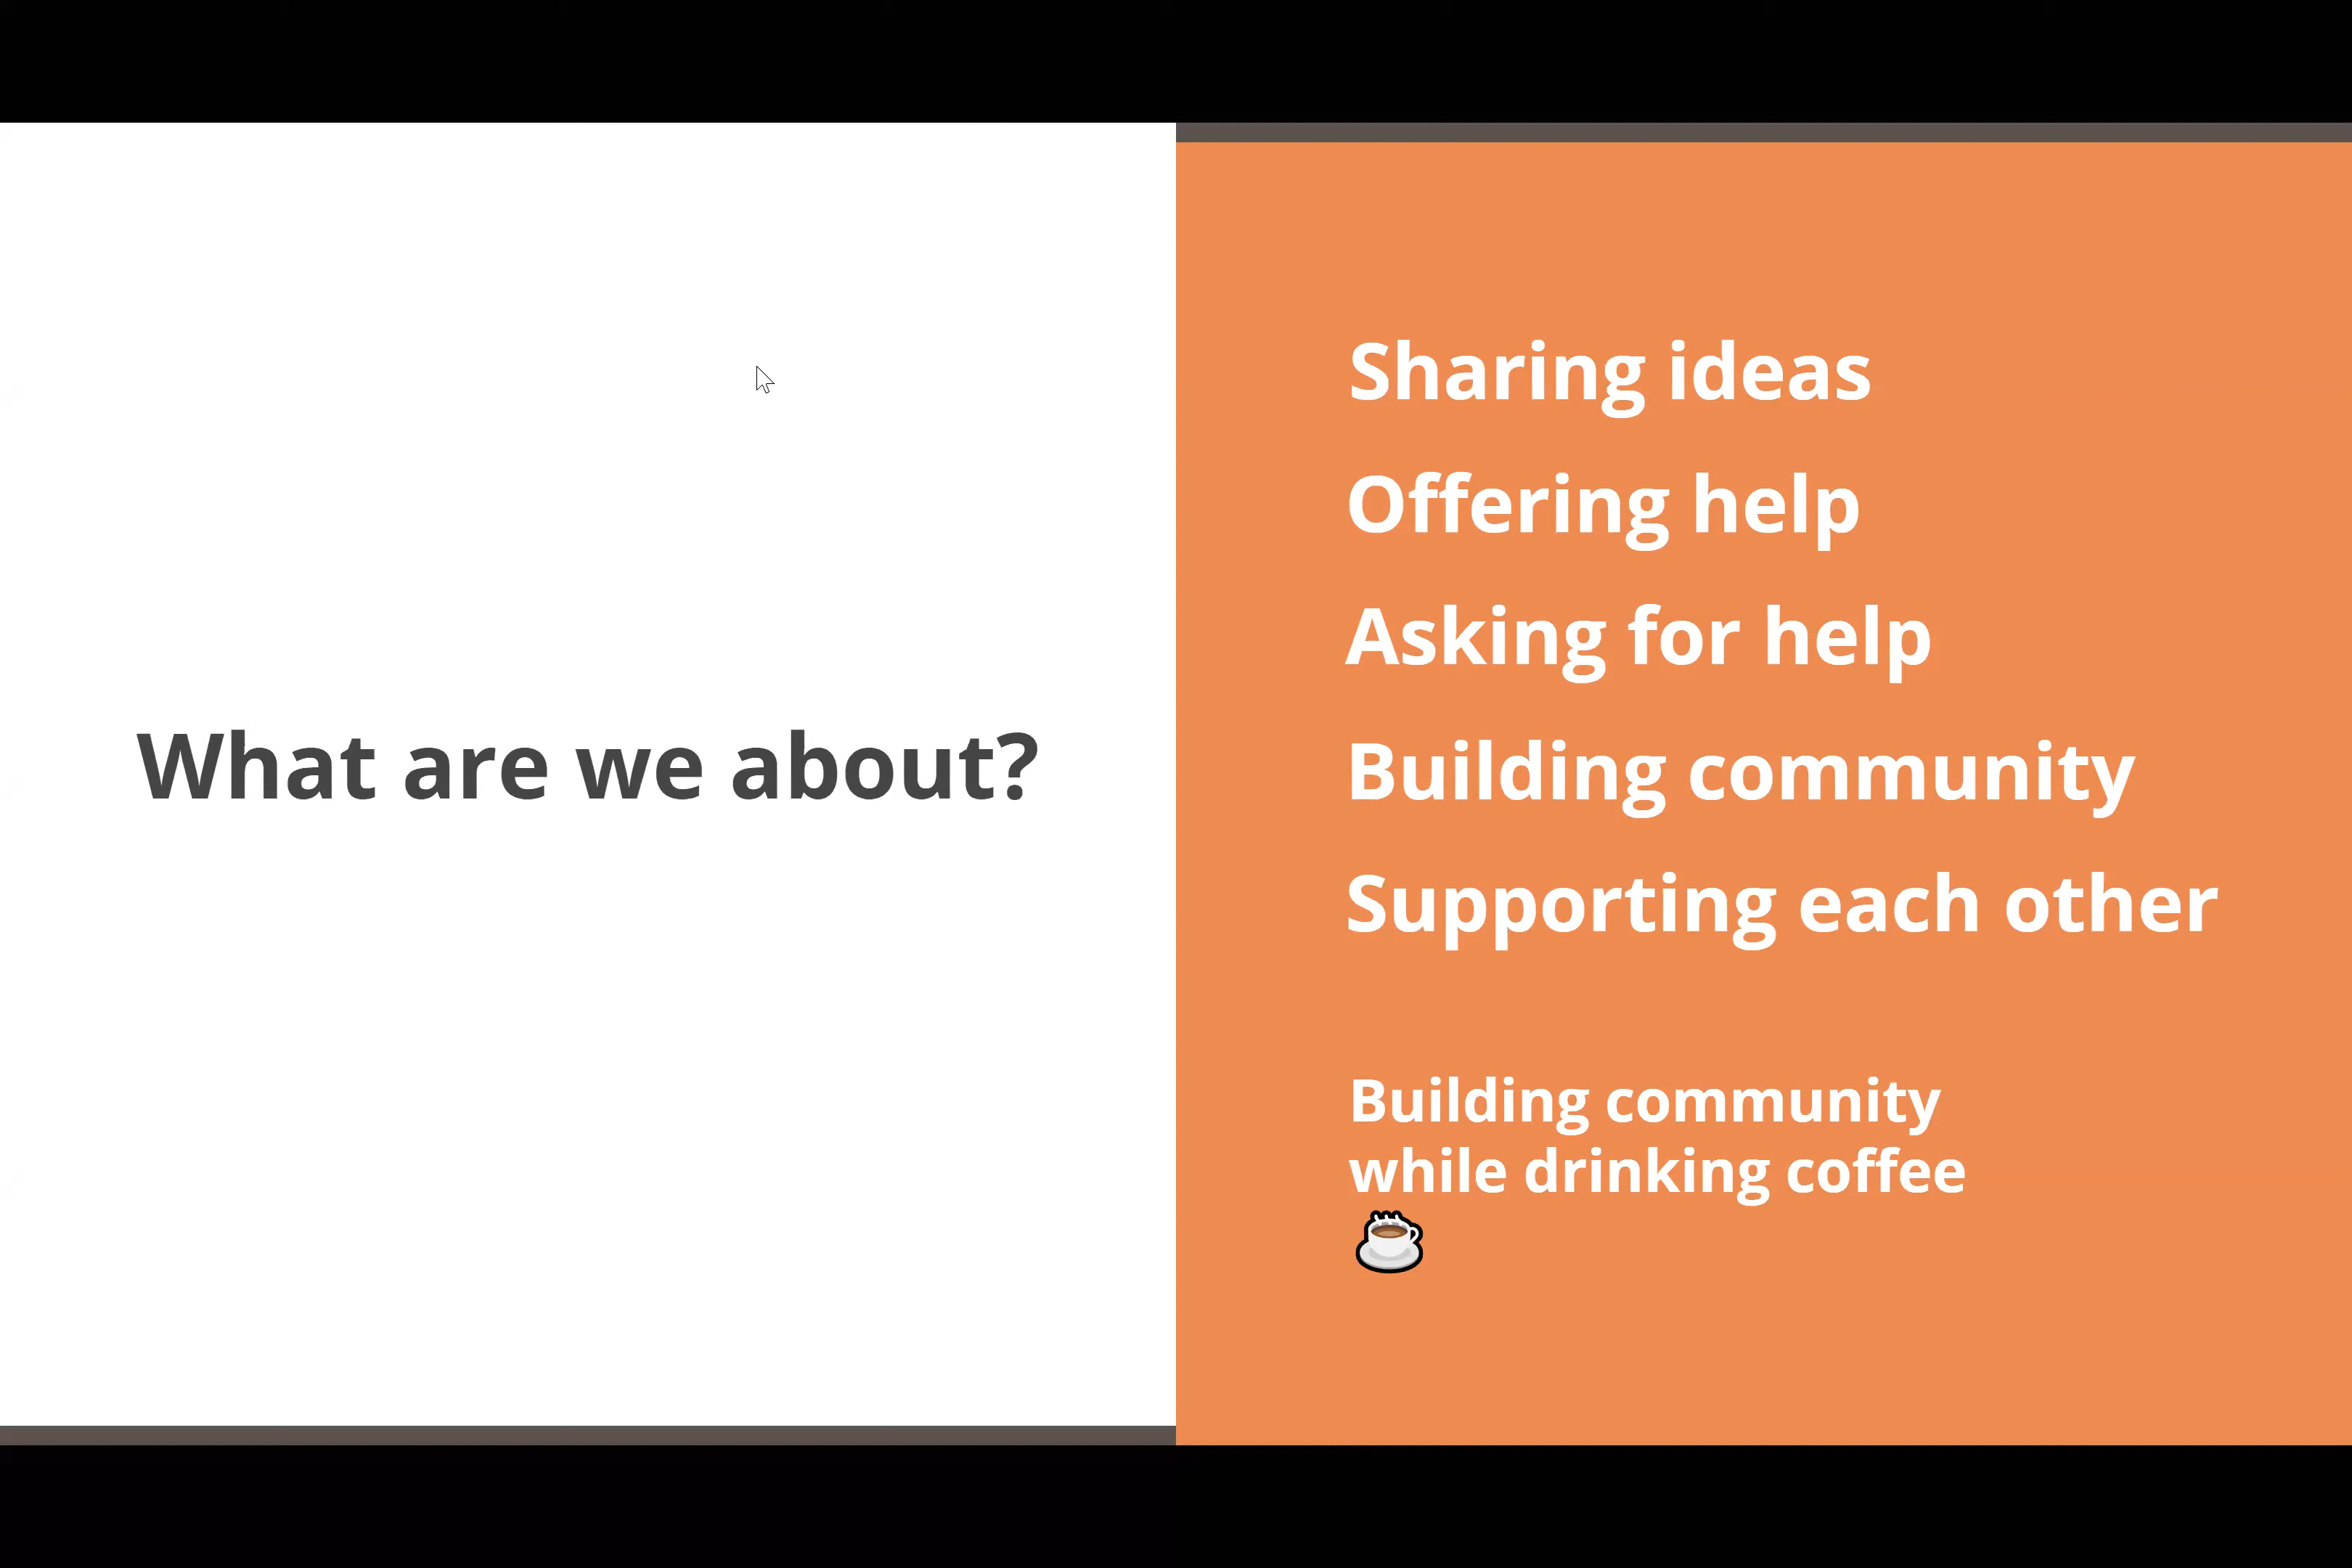 What are we about?
Sharing ideas
Offering help
Asking for help
Building community
Supporting each other
Building community
while drinking coffee